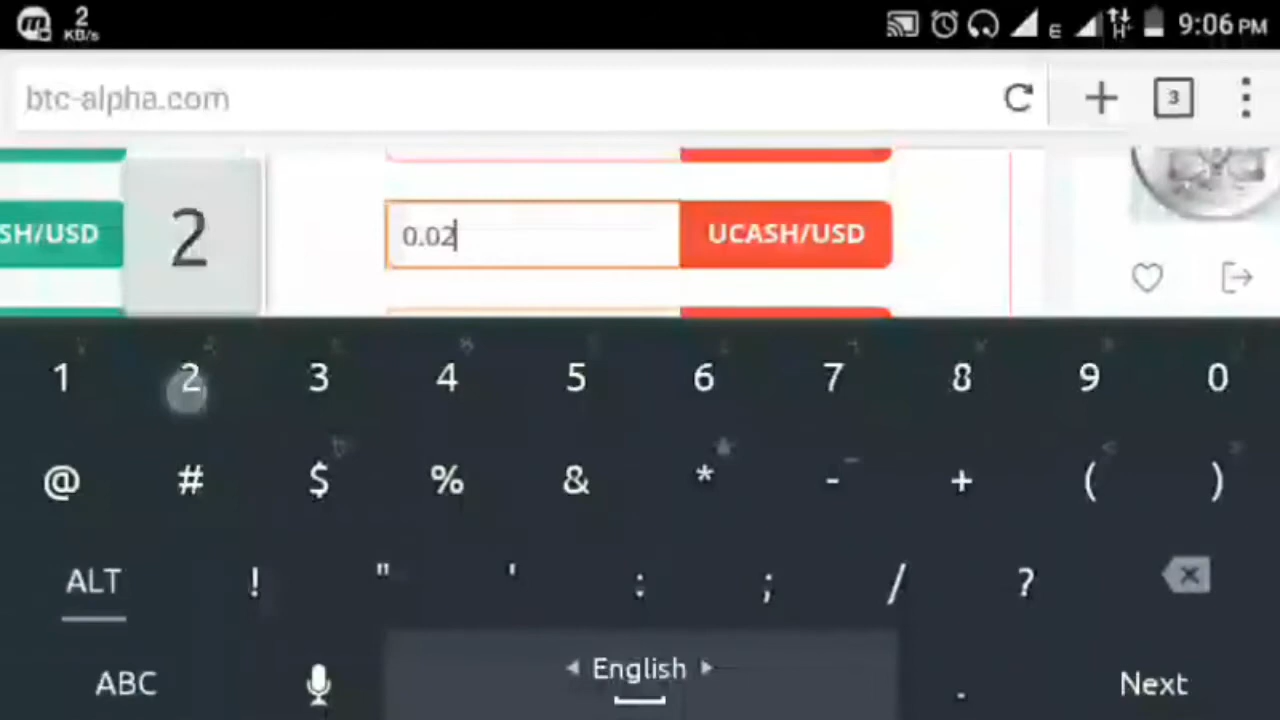 2
KB/s
E
H+
9:06 PM
btc-alpha.com
3
SH/USD
2
0.02
UCASH/USD
1 2 3 4 5 6 7 8 9 0
@ # $ % & * - + ( )
ALT ! " ' : ; / ?
ABC English . Next